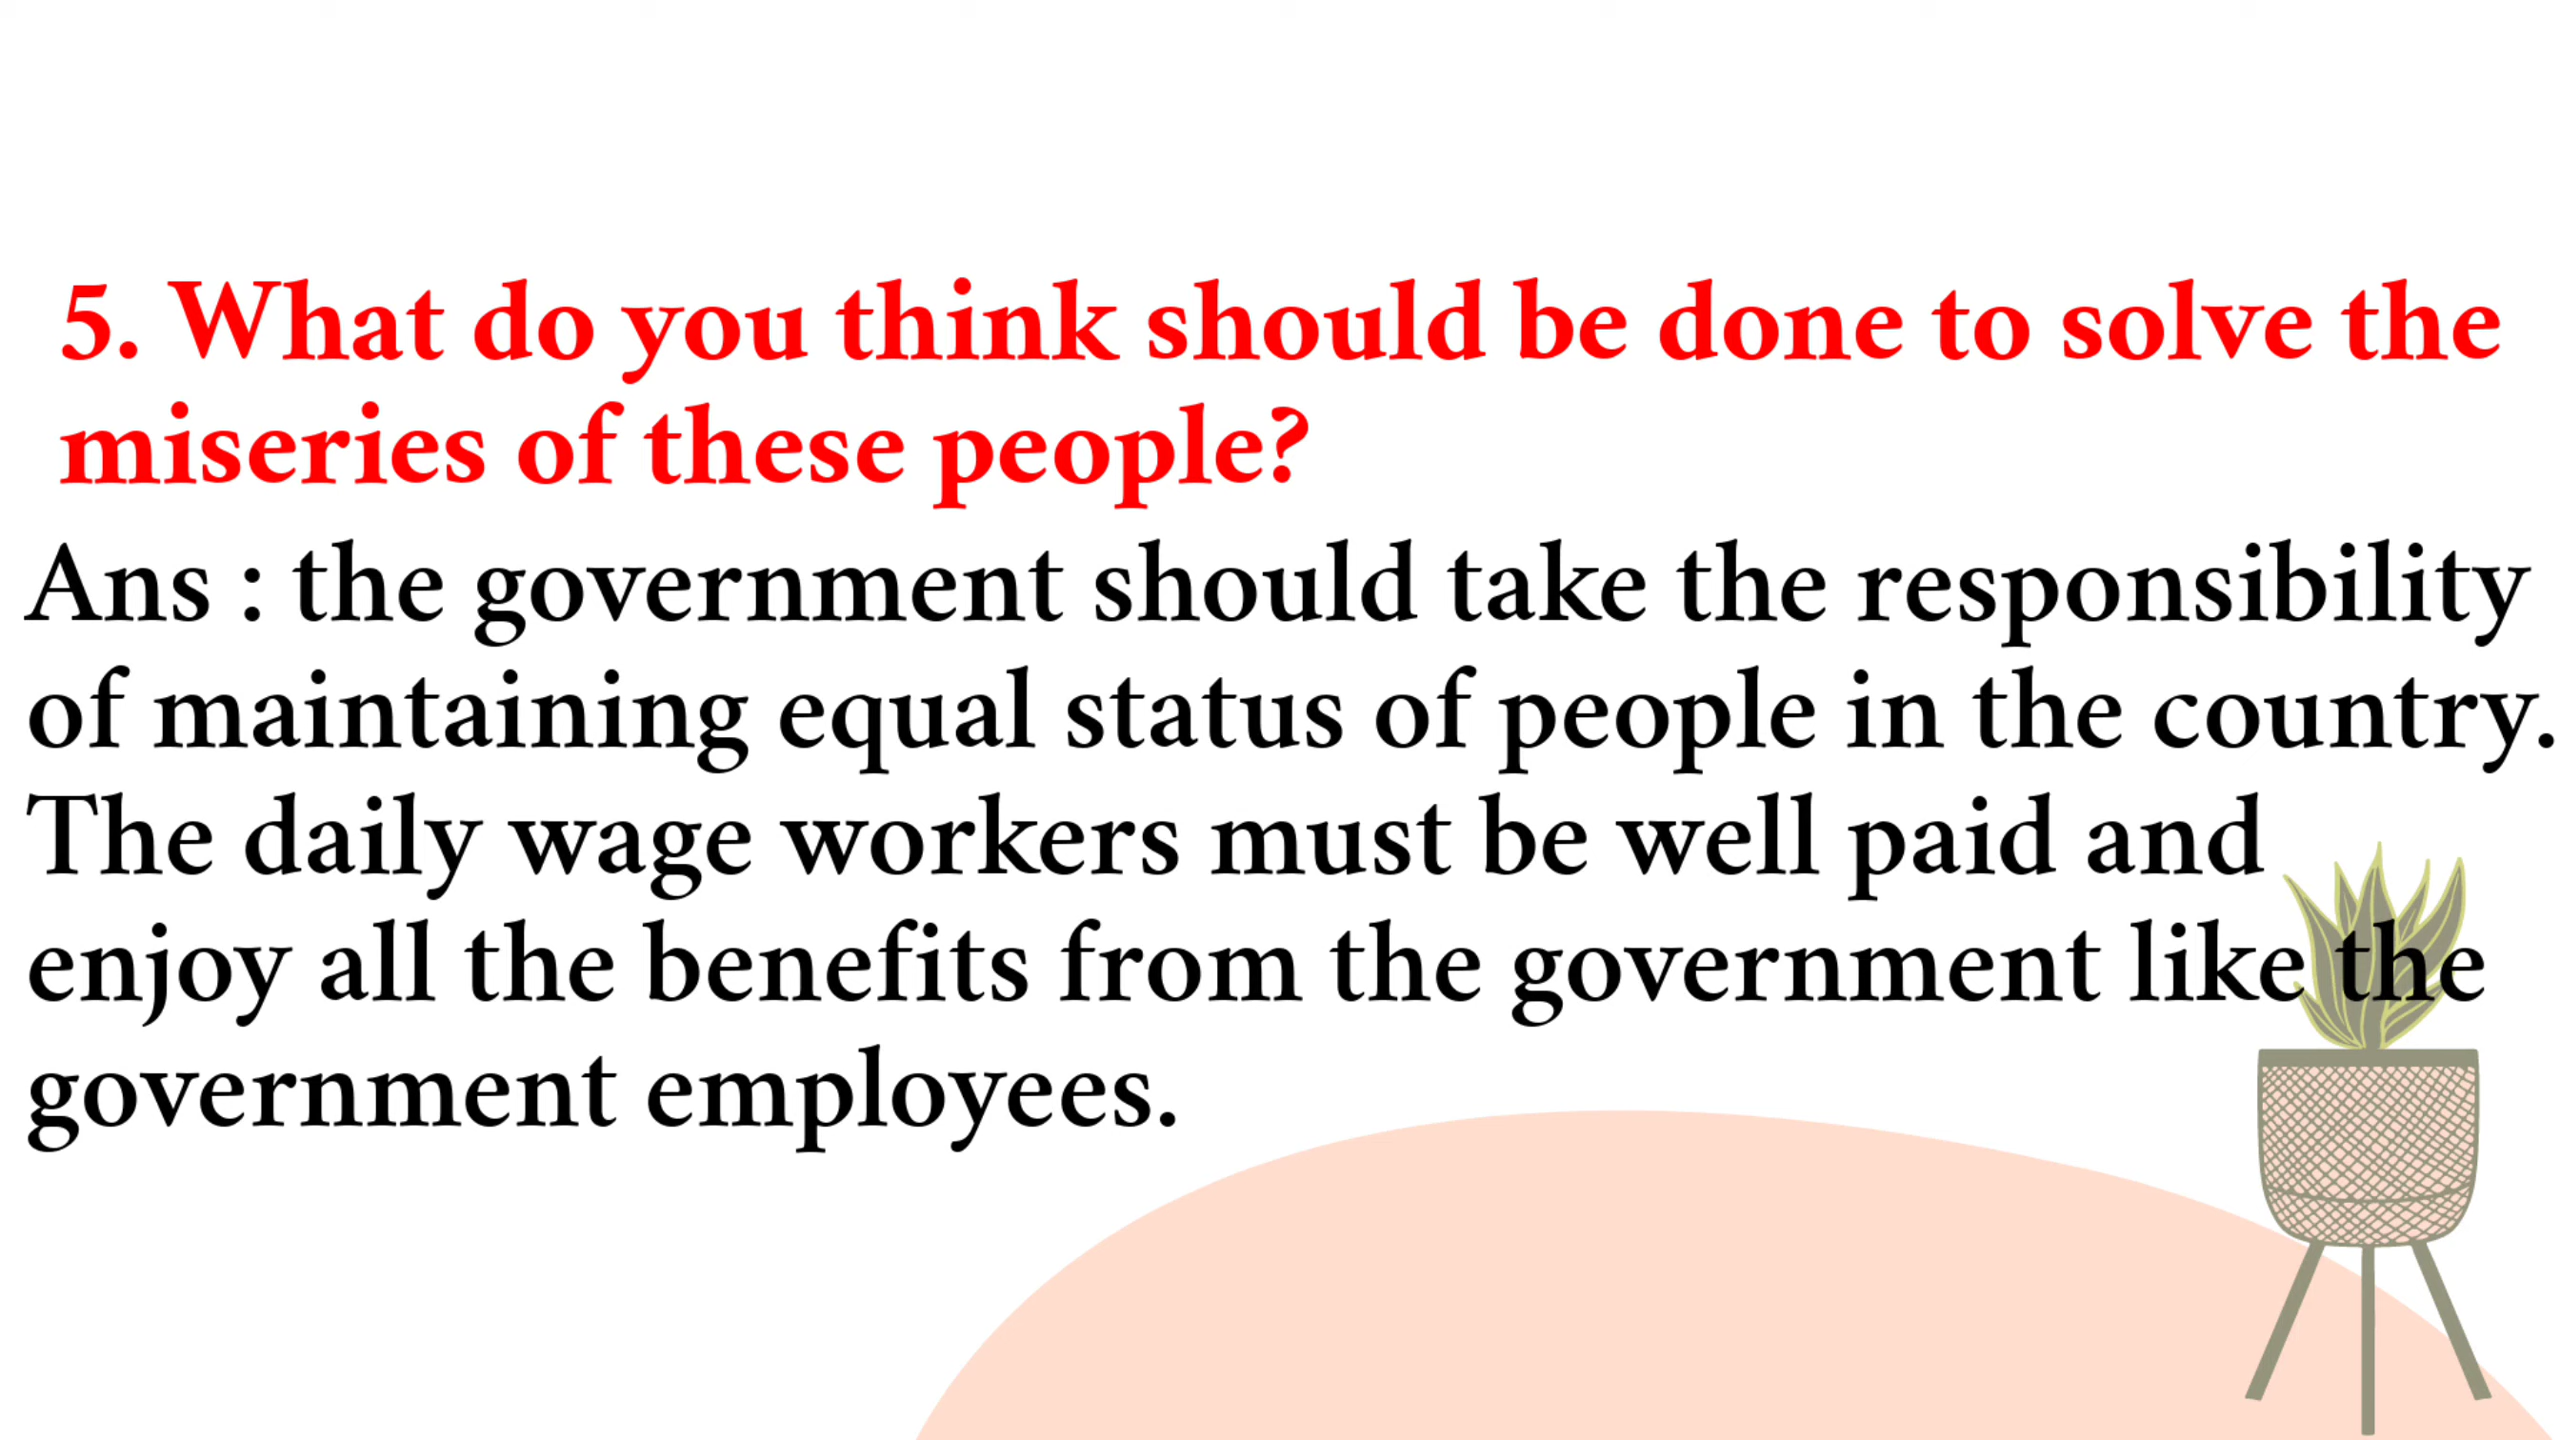 5. What do you think should be done to solve the
miseries of these people?
Ans : the government should take the responsibility
of maintaining equal status of people in the country.
The daily wage workers must be well paid and
enjoy all the benefits from the government like the
government employees.